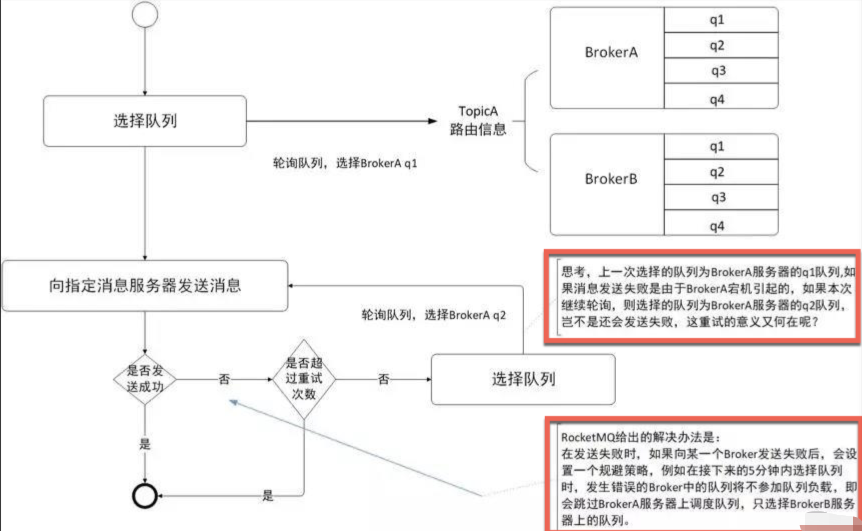 BrokerA
q1
q2
q3
q4
选择队列
TopicA
路由信息
轮询队列，选择BrokerA q1
BrokerB
q1
q2
q3
q4
向指定消息服务器发送消息
思考，上一次选择的队列为BrokerA服务器的q1队列,如
果消息发送失败是由于BrokerA宕机引起的，如果本次
继续轮询，则选择的队列为BrokerA服务器的q2队列，
岂不是还会发送失败，这重试的意义又何在呢？
轮询队列，选择BrokerA q2
是否发
送成功
否
是否超
过重试
次数
否
选择队列
是
是
RocketMQ给出的解决办法是：
在发送失败时，如果向某一个Broker发送失败后，会设
置一个规避策略，例如在接下来的5分钟内选择队列
时，发生错误的Broker中的队列将不参加队列负载，即
会跳过BrokerA服务器上调度队列，只选择BrokerB服务
器上的队列。